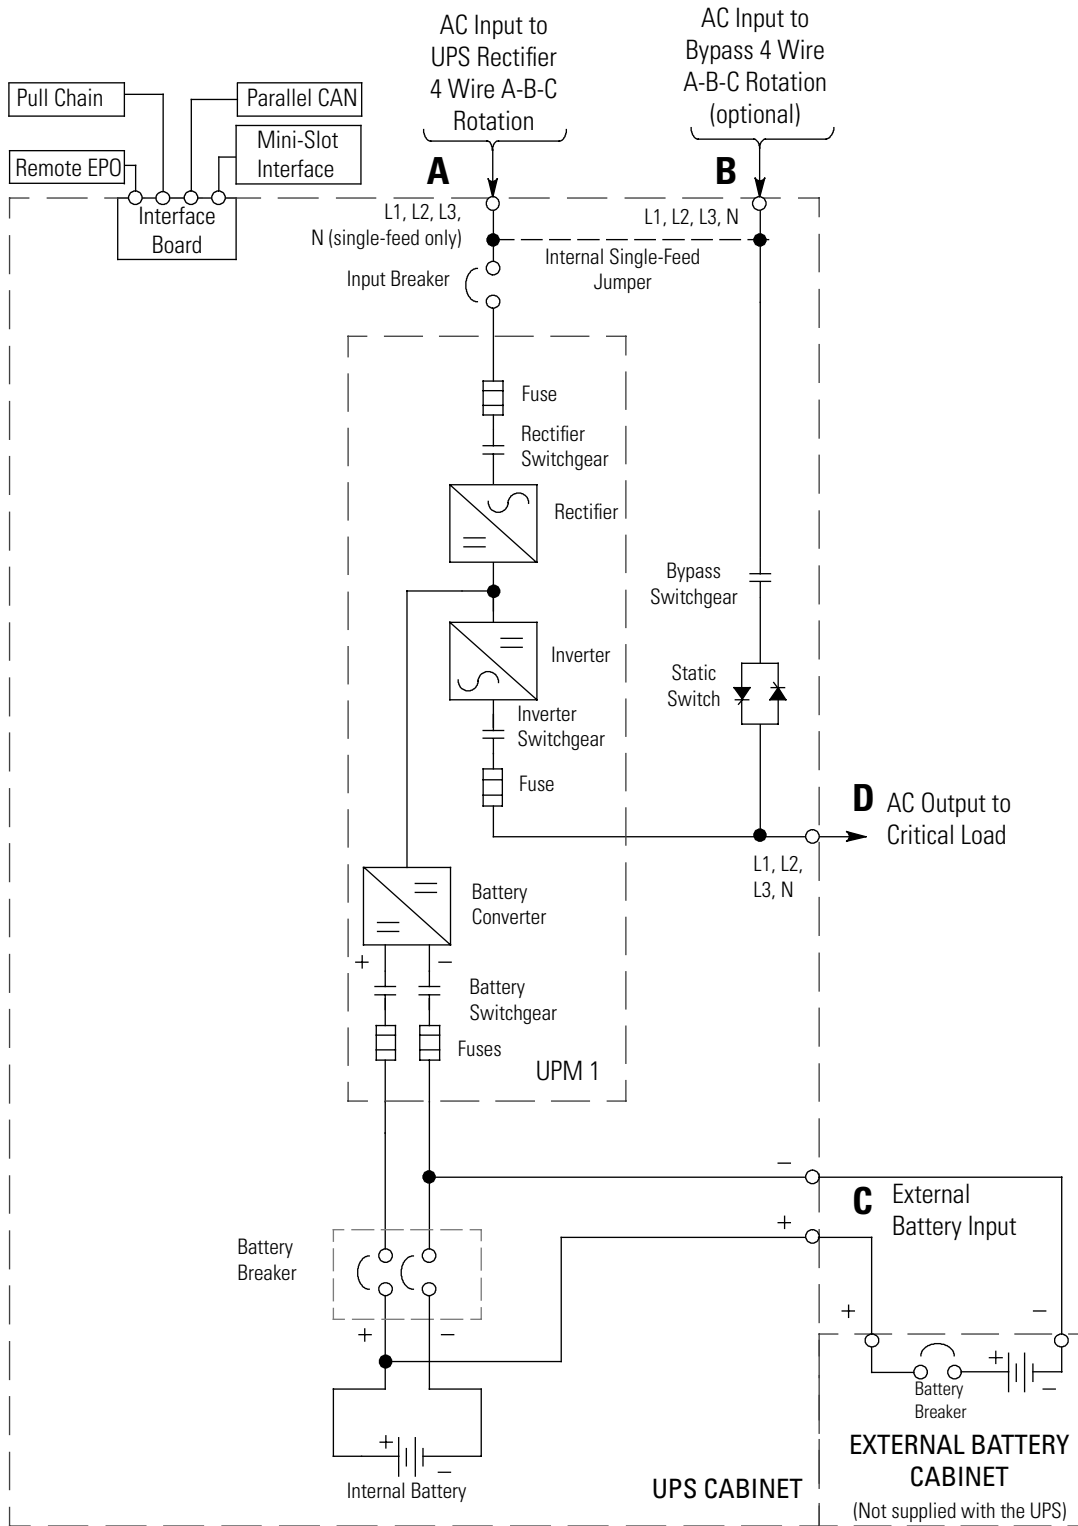 AC Input to
UPS Rectifier
4 Wire A-B-C
Rotation
AC Input to
Bypass 4 Wire
A-B-C Rotation
(optional)
Pull Chain
Parallel CAN
Remote EPO
Mini-Slot
Interface
Interface
Board
A
B
L1, L2, L3,
N (single-feed only)
L1, L2, L3, N
Internal Single-Feed
Jumper
Input Breaker
Fuse
Rectifier
Switchgear
Rectifier
Bypass
Switchgear
Inverter
Static
Switch
Inverter
Switchgear
Fuse
D
AC Output to
Critical Load
L1, L2,
L3, N
Battery
Converter
+ –
Battery
Switchgear
Fuses
UPM 1
–
C
External
Battery Input
+
Battery
Breaker
+ –
+ –
+ –
Battery
Breaker
+ –
Internal Battery
UPS CABINET
EXTERNAL BATTERY
CABINET
(Not supplied with the UPS)